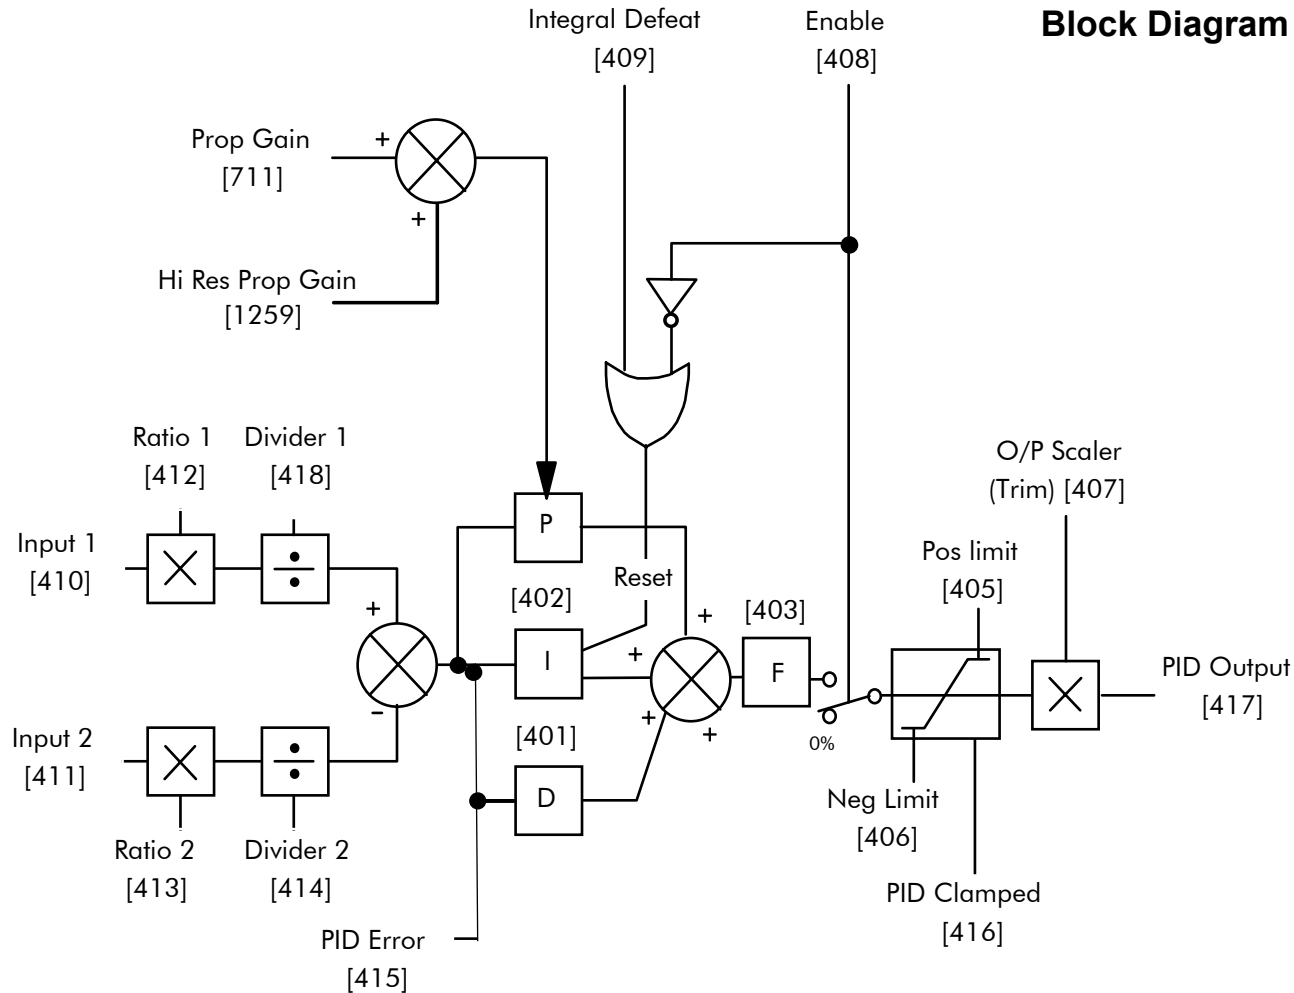 Integral Defeat
[409]
Enable
[408]
Block Diagram
Prop Gain
[711]
+
+
Hi Res Prop Gain
[1259]
Ratio 1
[412]
Divider 1
[418]
O/P Scaler
(Trim) [407]
Input 1
[410]
P
Pos limit
[405]
Reset
[402]
[403]
+
+
I
+
F
PID Output
[417]
-
Input 2
[411]
[401]
+
+
0%
D
Neg Limit
[406]
Ratio 2
[413]
Divider 2
[414]
PID Clamped
[416]
PID Error
[415]